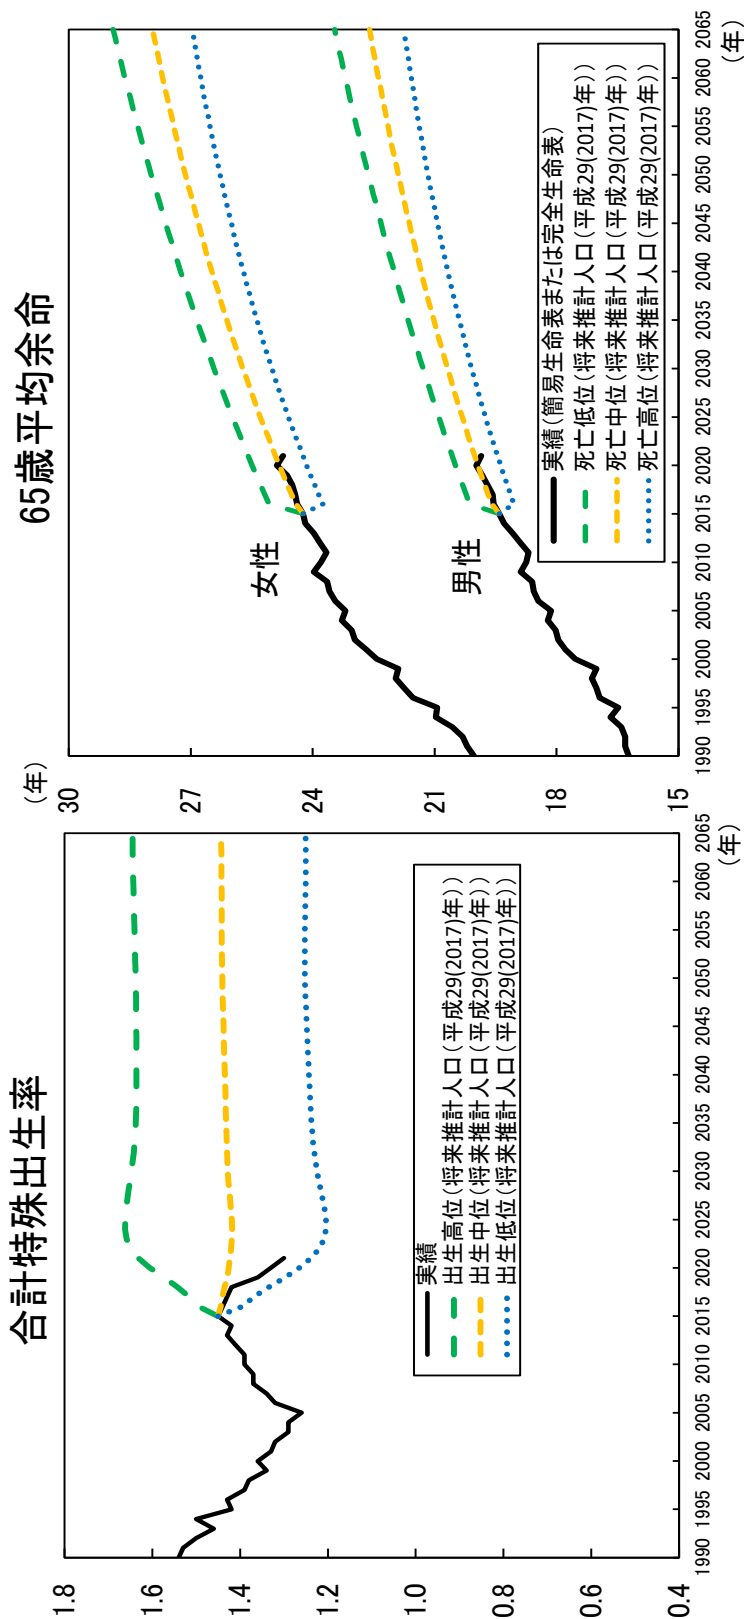 合計特殊出生率
1.8
1.6
1.4
1.2
1.0
0.8
0.6
0.4
実績
出生高位(将来推計人口(平成29(2017)年))
出生中位(将来推計人口(平成29(2017)年))
出生低位(将来推計人口(平成29(2017)年))
1990 1995 2000 2005 2010 2015 2020 2025 2030 2035 2040 2045 2050 2055 2060 2065
(年)
65歳平均余命
(年)
30
27
24
21
18
15
女性
男性
実績(簡易生命表または完全生命表)
死亡低位(将来推計人口(平成29(2017)年))
死亡中位(将来推計人口(平成29(2017)年))
死亡高位(将来推計人口(平成29(2017)年))
1990 1995 2000 2005 2010 2015 2020 2025 2030 2035 2040 2045 2050 2055 2060 2065
(年)